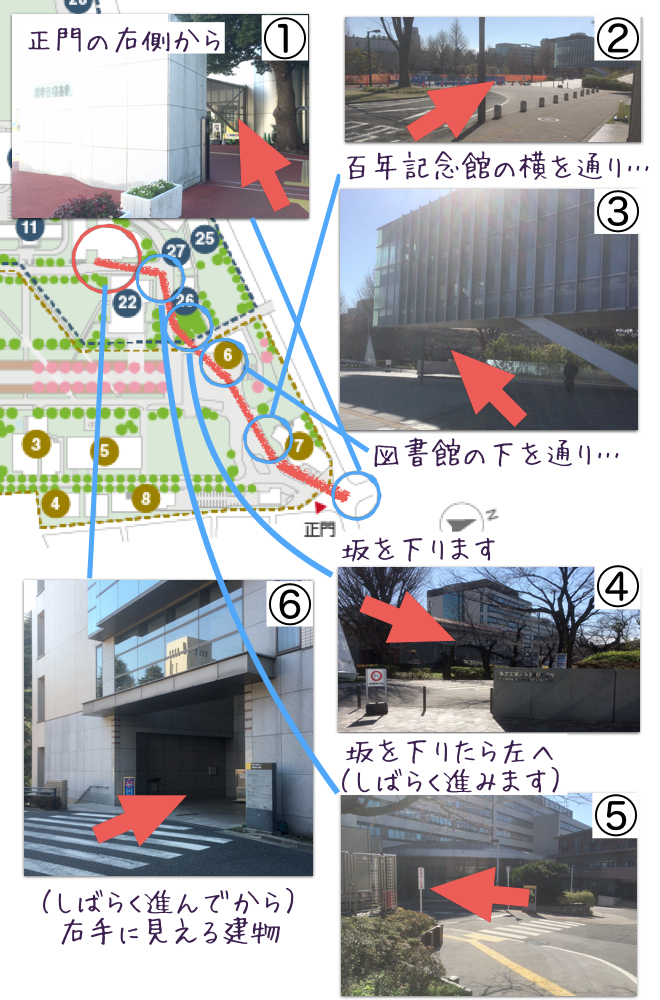 正門の右側から
①
②
百年記念館の横を通り…
③
図書館の下を通り…
坂を下ります
④
坂を下りたら左へ
(しばらく進みます)
⑤
⑥
(しばらく進んでから)
右手に見える建物
11
27
25
22
26
6
3
5
7
4
8
正門
N